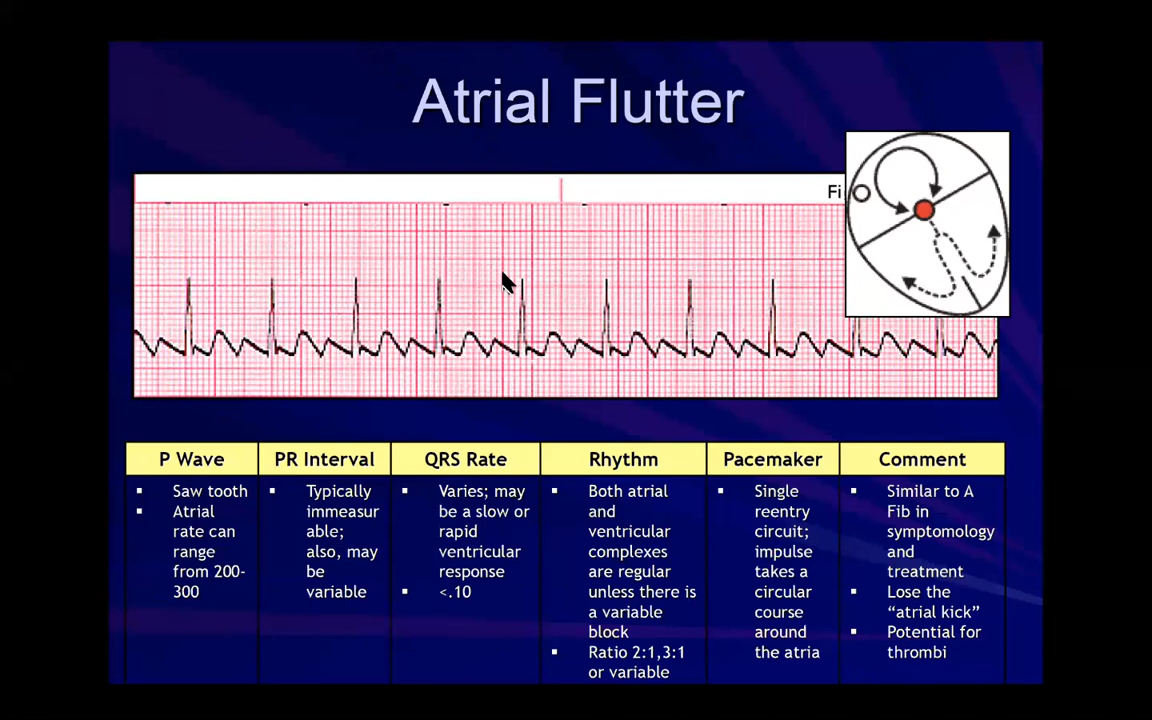 Atrial Flutter
Fi
P Wave
PR Interval
QRS Rate
Rhythm
Pacemaker
Comment
Saw tooth
Atrial
rate can
range
from 200-
300
Typically
immeasur
able;
also, may
be
variable
Varies; may
be a slow or
rapid
ventricular
response
<.10
Both atrial
and
ventricular
complexes
are regular
unless there is
a variable
block
Ratio 2:1,3:1
or variable
Single
reentry
circuit;
impulse
takes a
circular
course
around
the atria
Similar to A
Fib in
symptomology
and
treatment
Lose the
“atrial kick”
Potential for
thrombi